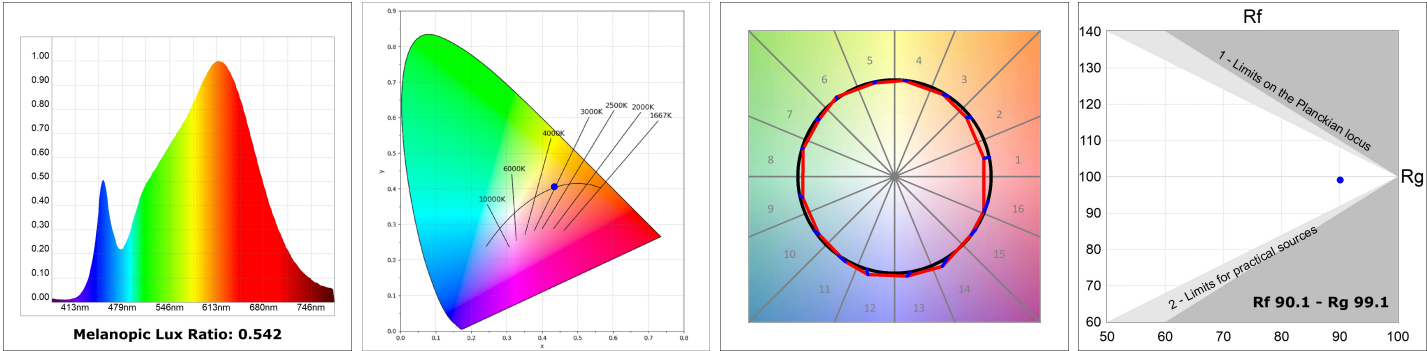 1.00
0.90
0.80
0.70
0.60
0.50
0.40
0.30
0.20
0.10
0.00
413nm 479nm 546nm 613nm 680nm 746nm
Melanopic Lux Ratio: 0.542
0.9
0.8
0.7
0.6
0.5
0.4
0.3
0.2
0.1
0.0
y
0.0 0.1 0.2 0.3 0.4 0.5 0.6 0.7 0.8
x
2500K
2000K
3000K
1667K
4000K
6000K
10000K
5 4
6 3
7 2
8 1
9 16
10 15
11 14
12 13
Rf
140
130
120
110
100
90
80
70
60
50 60 70 80 90 100
Rg
1 - Limits on the Planckian locus
2 - Limits for practical sources
Rf 90.1 - Rg 99.1